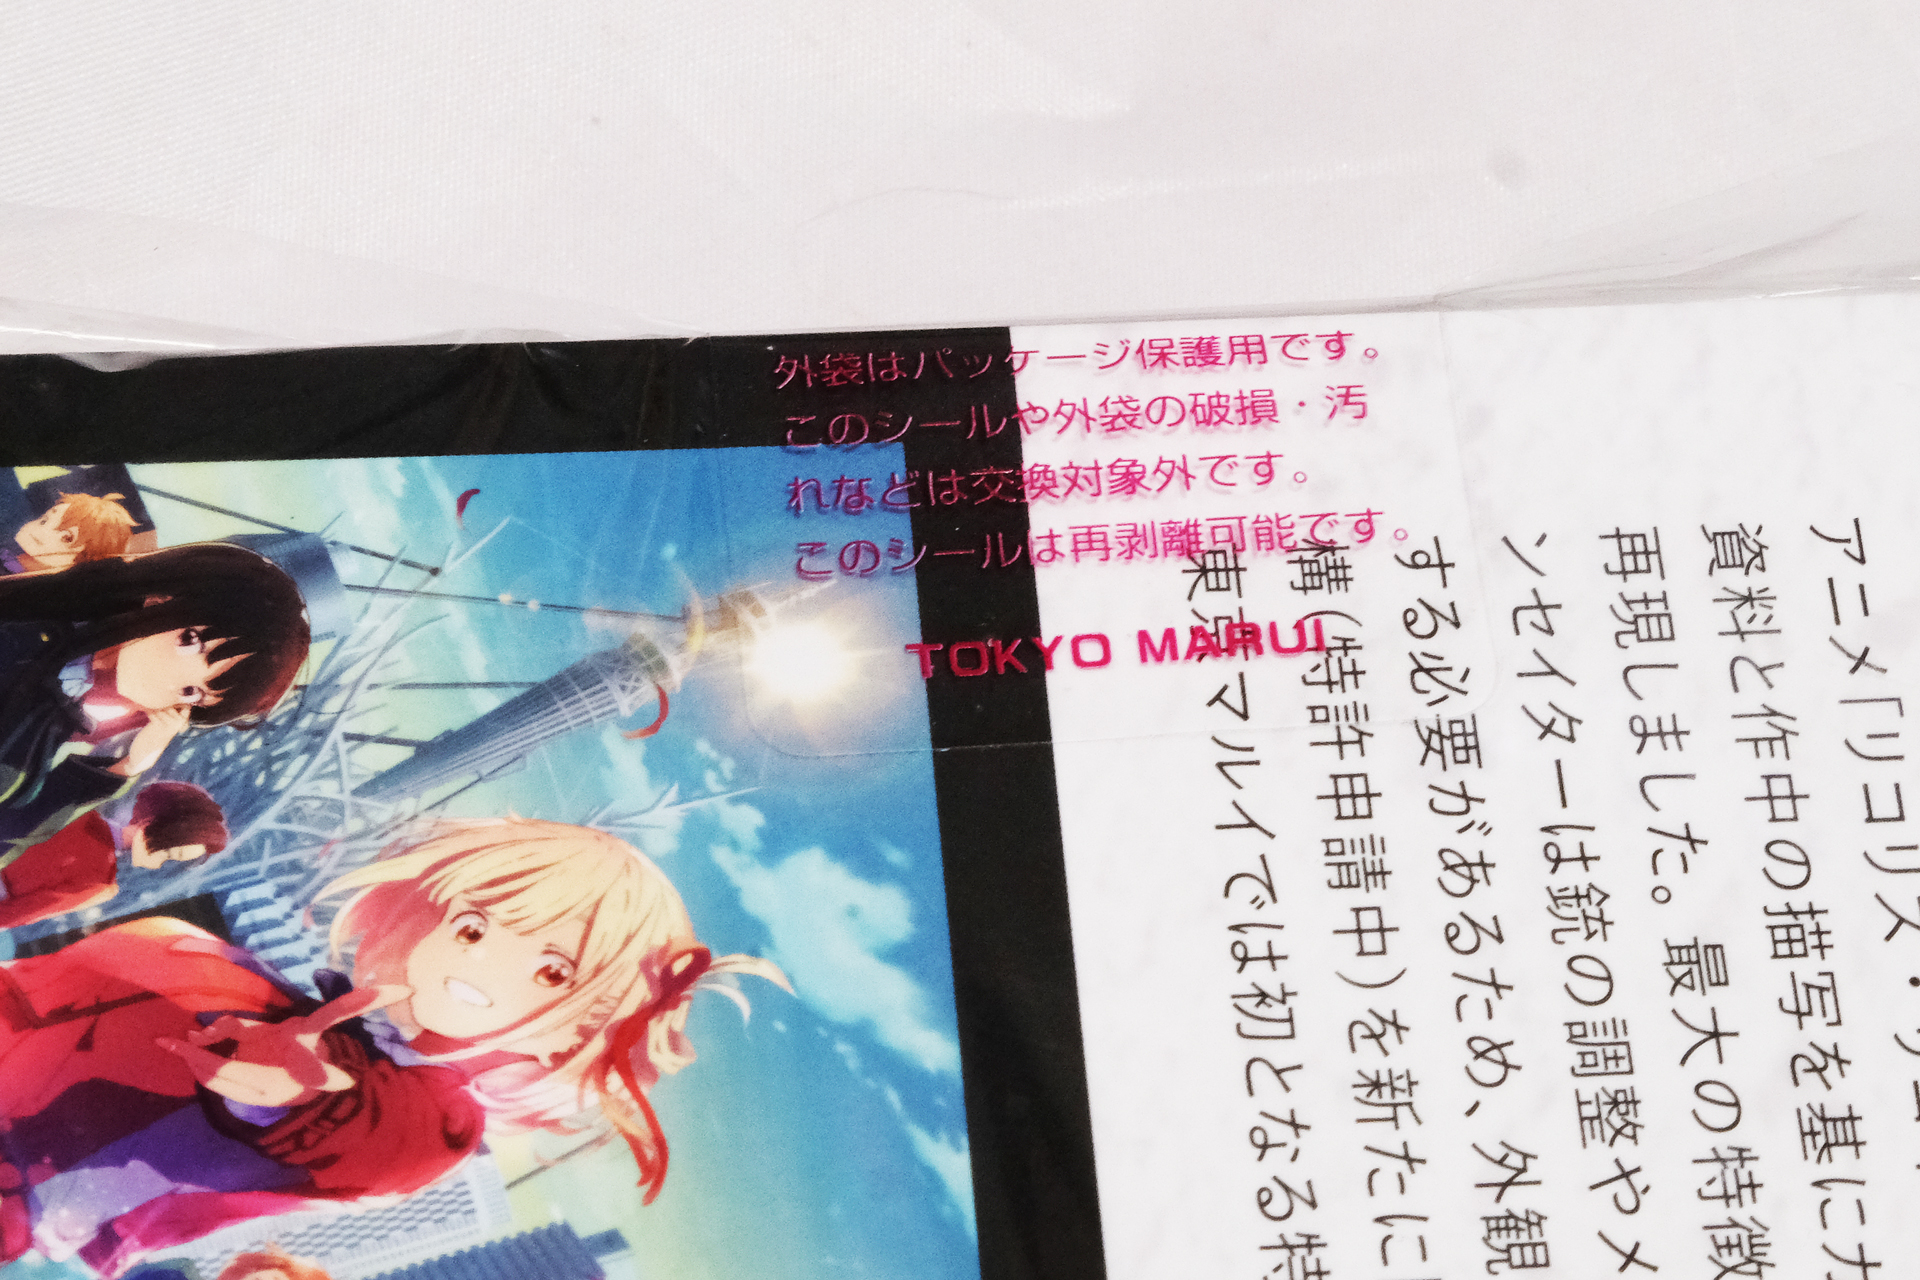 外袋はパッケージ保護用です。
このシールや外袋の破損・汚
れなどは交換対象外です。
このシールは再剥離可能です。
TOKYO MARUI
アニメ「リコリス・リコ
資料と作中の描写を基にナ
再現しました。最大の特徴
ンセイターは銃の調整やメ
する必要があるため、外観
構（特許申請中）を新たに
東京マルイでは初となる特